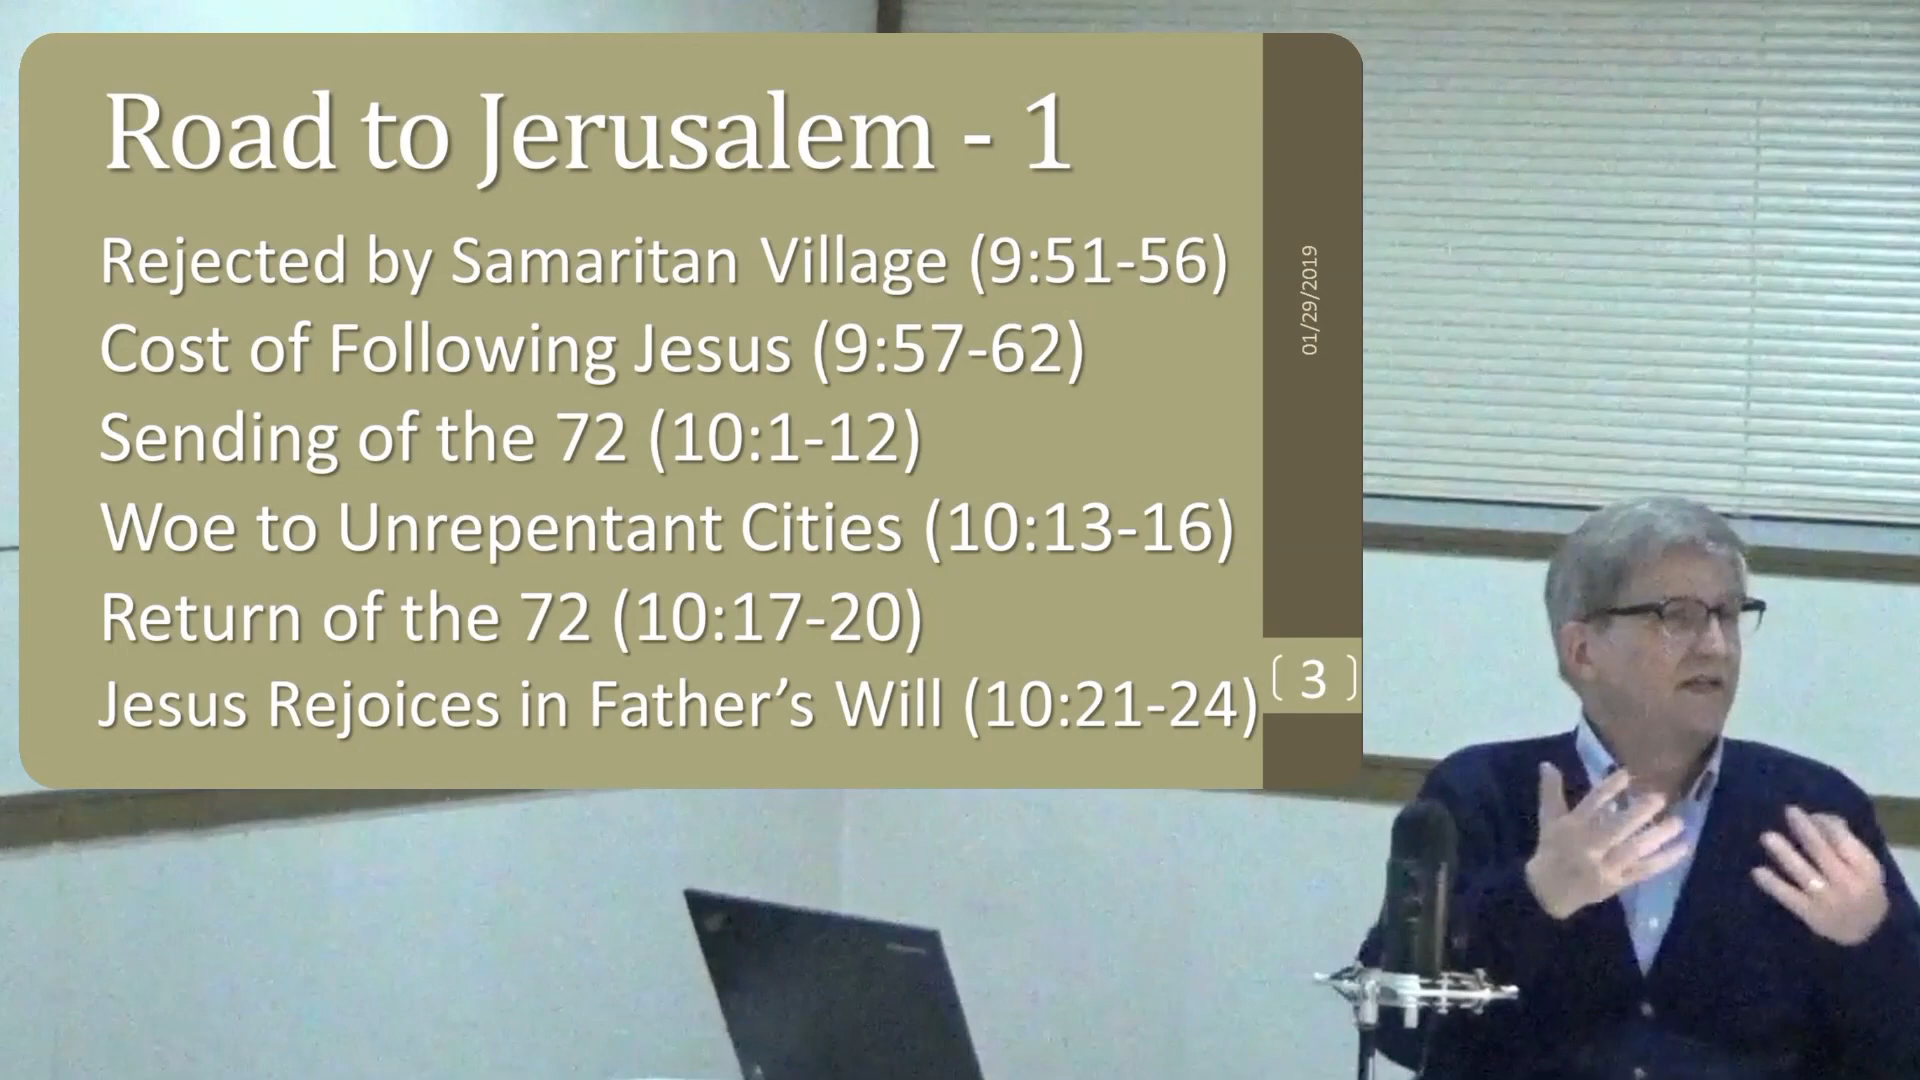 Road to Jerusalem - 1
Rejected by Samaritan Village (9:51-56)
Cost of Following Jesus (9:57-62)
Sending of the 72 (10:1-12)
Woe to Unrepentant Cities (10:13-16)
Return of the 72 (10:17-20)
Jesus Rejoices in Father’s Will (10:21-24)
01/29/2019
3